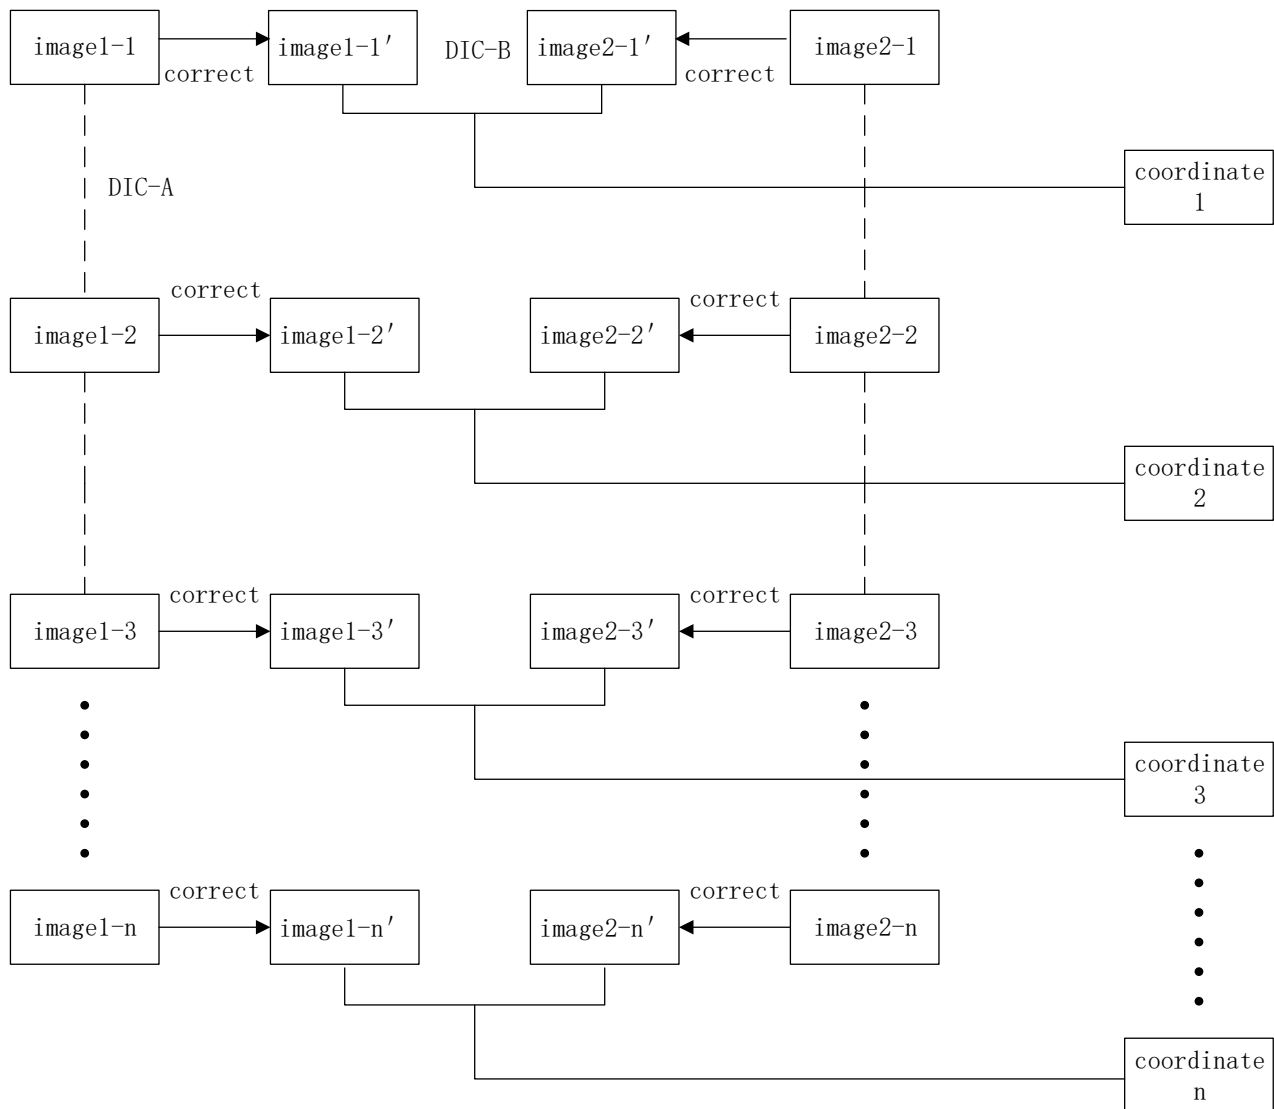 image1-1
image1-1′
DIC-B
image2-1′
image2-1
correct
correct
coordinate
1
DIC-A
correct
correct
image1-2
image1-2′
image2-2′
image2-2
coordinate
2
correct
correct
image1-3
image1-3′
image2-3′
image2-3
coordinate
3
correct
correct
image1-n
image1-n′
image2-n′
image2-n
coordinate
n